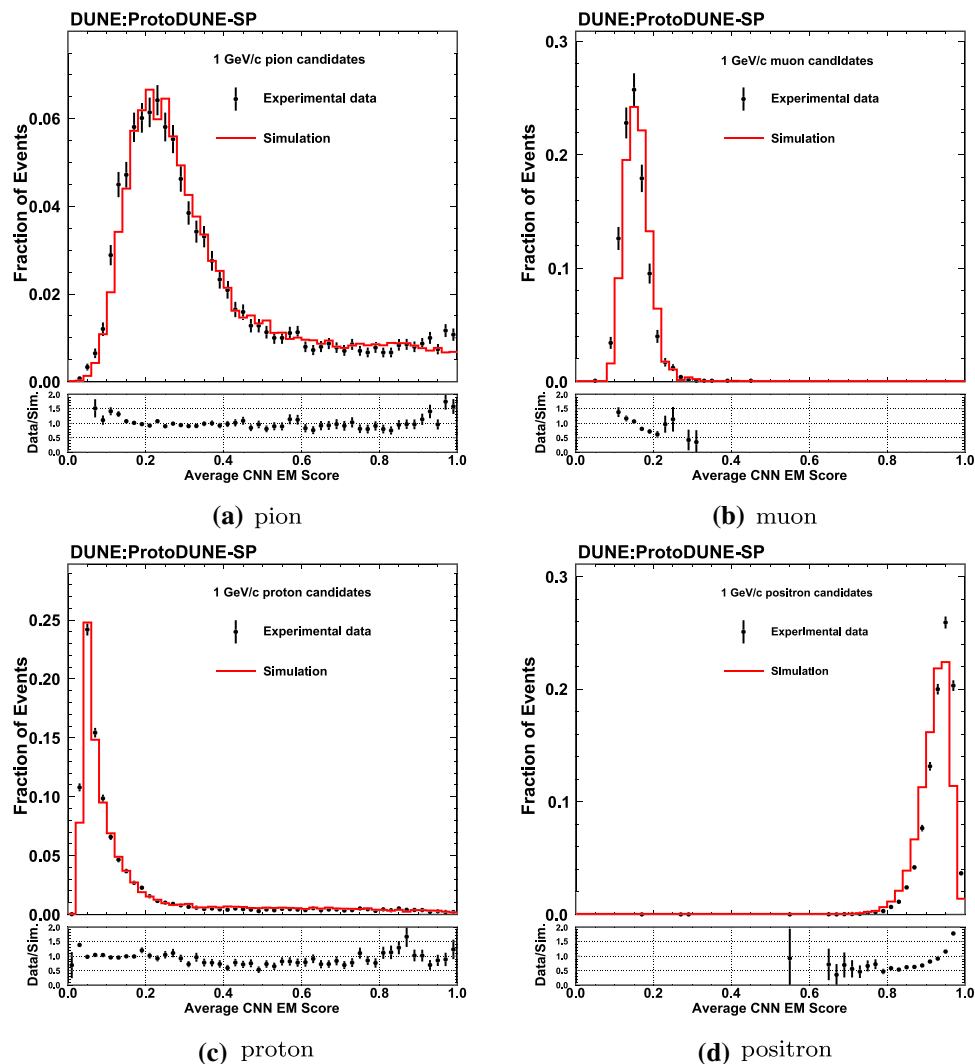 DUNE:ProtoDUNE-SP
1 GeV/c pion candidates
Experimental data
Simulation
Fraction of Events
0.06
0.04
0.02
0.00
Data/Sim.
2.0
1.5
1.0
0.5
0.0
0.0 0.2 0.4 0.6 0.8 1.0
Average CNN EM Score
(a) pion
DUNE:ProtoDUNE-SP
1 GeV/c muon candidates
Experimental data
Simulation
Fraction of Events
0.3
0.2
0.1
0.0
Data/Sim.
2.0
1.5
1.0
0.5
0.0
0.0 0.2 0.4 0.6 0.8 1.0
Average CNN EM Score
(b) muon
DUNE:ProtoDUNE-SP
1 GeV/c proton candidates
Experimental data
Simulation
Fraction of Events
0.25
0.20
0.15
0.10
0.05
0.00
Data/Sim.
2.0
1.5
1.0
0.5
0.0
0.0 0.2 0.4 0.6 0.8 1.0
Average CNN EM Score
(c) proton
DUNE:ProtoDUNE-SP
1 GeV/c positron candidates
Experimental data
Simulation
Fraction of Events
0.3
0.2
0.1
0.0
Data/Sim.
2.0
1.5
1.0
0.5
0.0
0.0 0.2 0.4 0.6 0.8 1.0
Average CNN EM Score
(d) positron